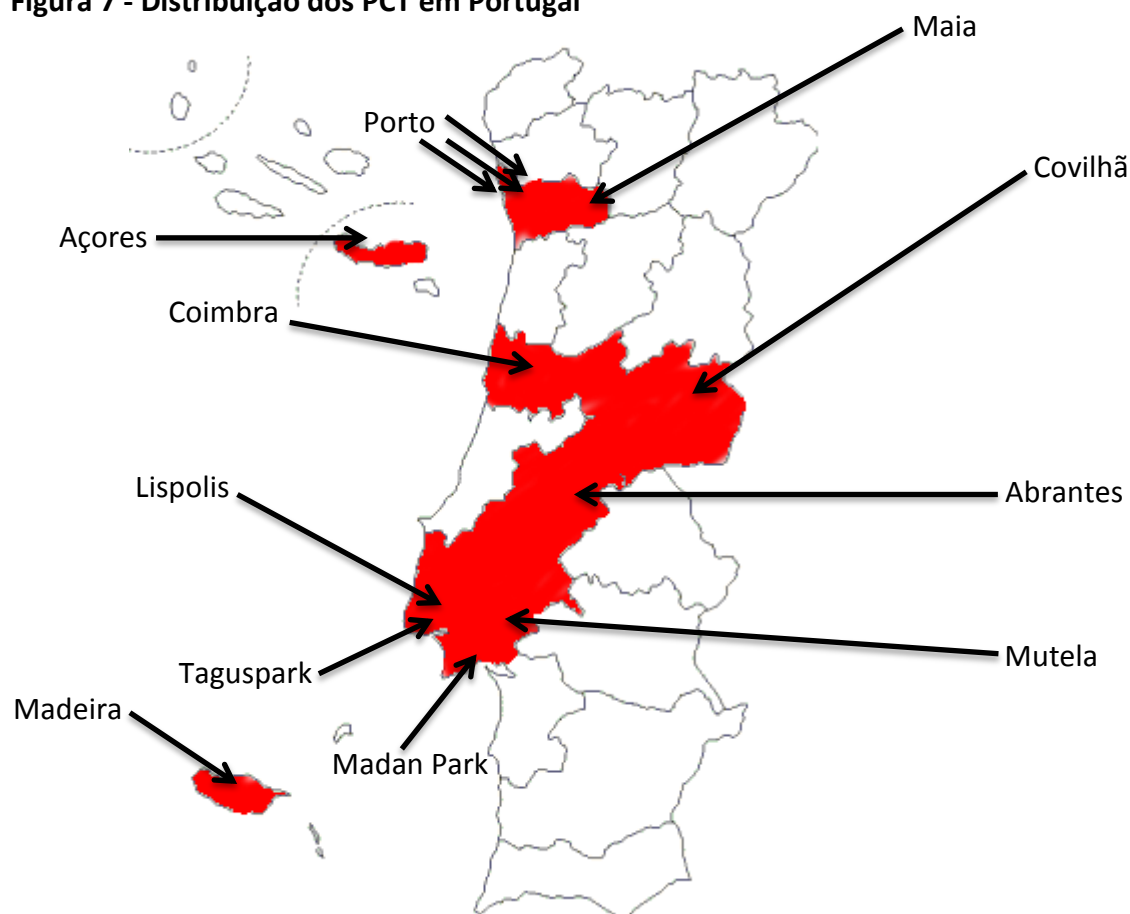 Figura 7 - Distribuição dos PCT em Portugal
Maia
Porto
Covilhã
Açores
Coimbra
Lispolis
Abrantes
Mutela
Taguspark
Madeira
Madan Park